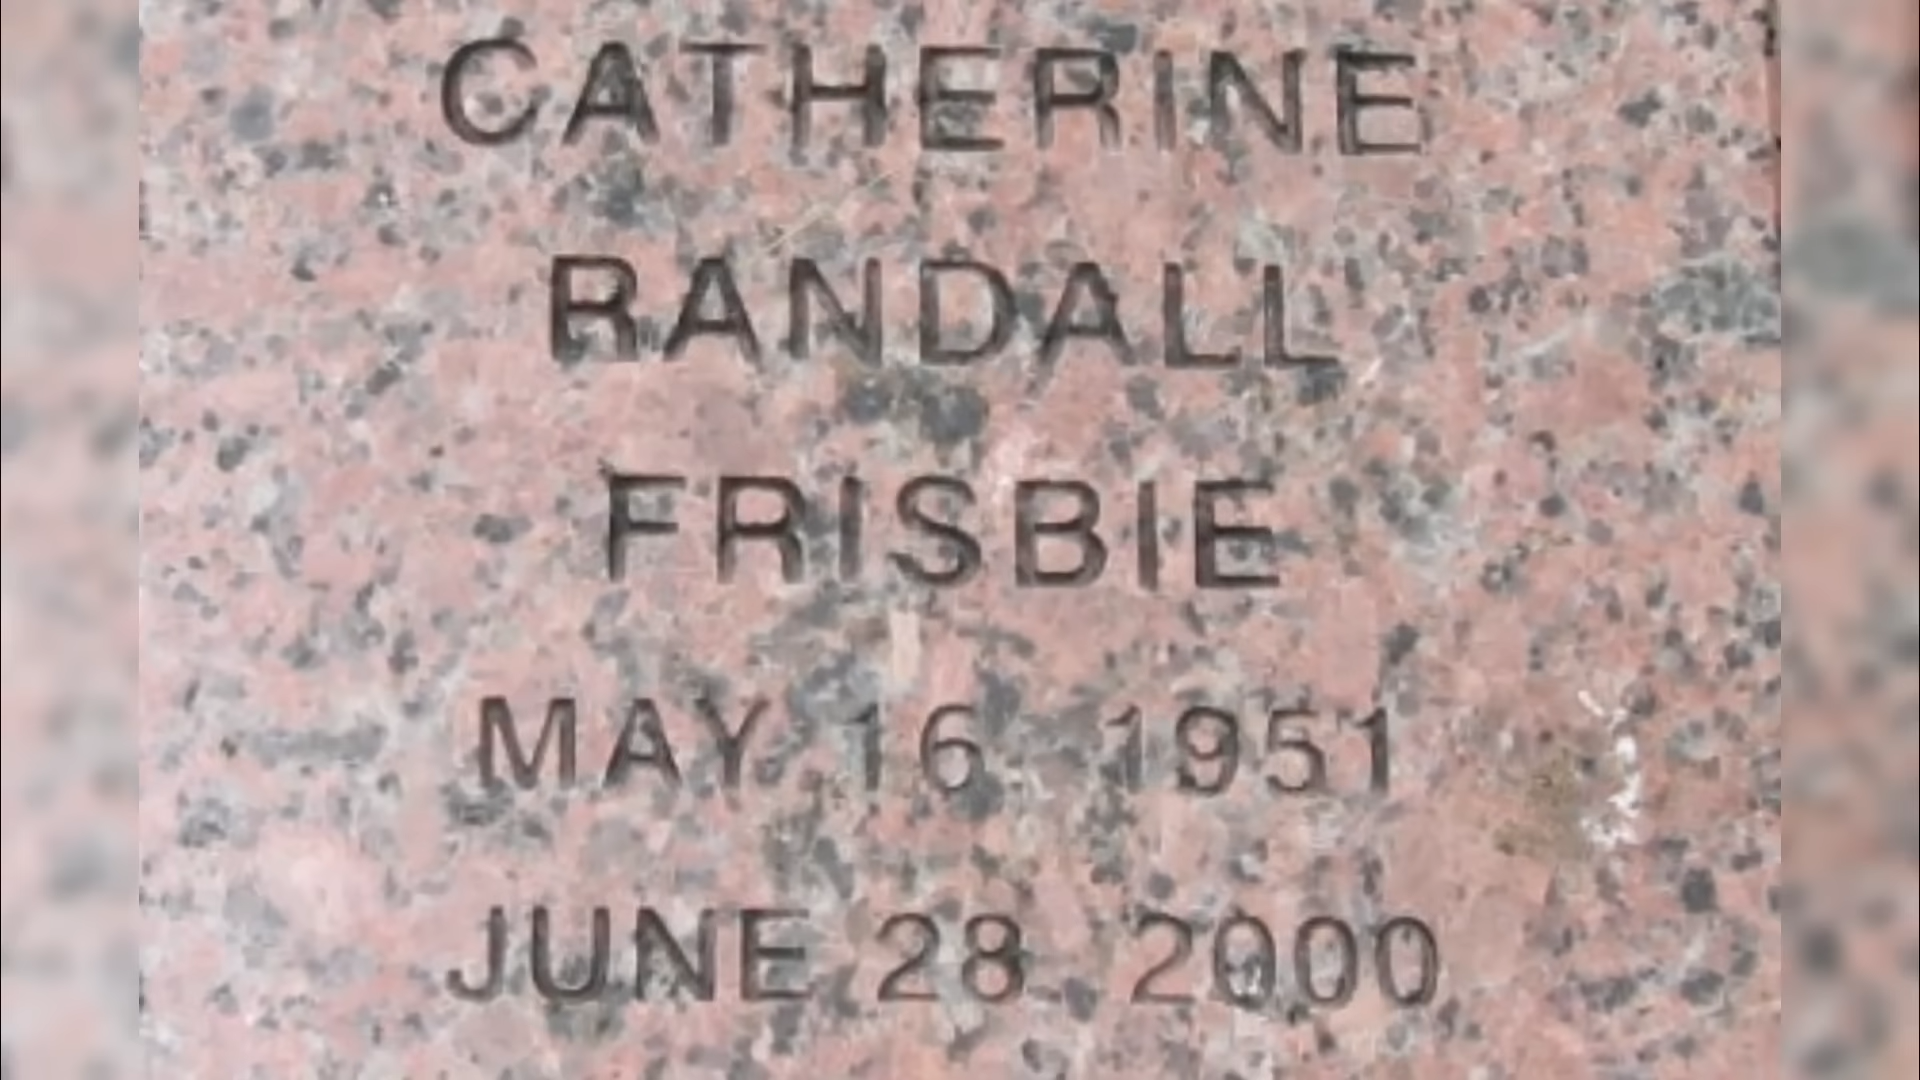 CATHERINE
RANDALL
FRISBIE
MAY 16 1951
JUNE 28 2000